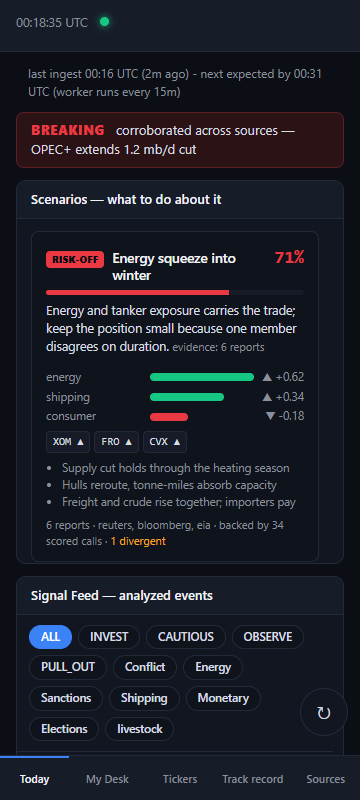 00:18:35 UTC
last ingest 00:16 UTC (2m ago) - next expected by 00:31
UTC (worker runs every 15m)
BREAKING corroborated across sources —
OPEC+ extends 1.2 mb/d cut
Scenarios — what to do about it
RISK-OFF Energy squeeze into winter 71%
Energy and tanker exposure carries the trade;
keep the position small because one member
disagrees on duration. evidence: 6 reports
energy ▲ +0.62
shipping ▲ +0.34
consumer ▼ -0.18
XOM ▲ FRO ▲ CVX ▲
• Supply cut holds through the heating season
• Hulls reroute, tonne-miles absorb capacity
• Freight and crude rise together; importers pay
6 reports · reuters, bloomberg, eia · backed by 34
scored calls · 1 divergent
Signal Feed — analyzed events
ALL INVEST CAUTIOUS OBSERVE
PULL_OUT Conflict Energy
Sanctions Shipping Monetary
Elections livestock
↻
Today My Desk Tickers Track record Sources